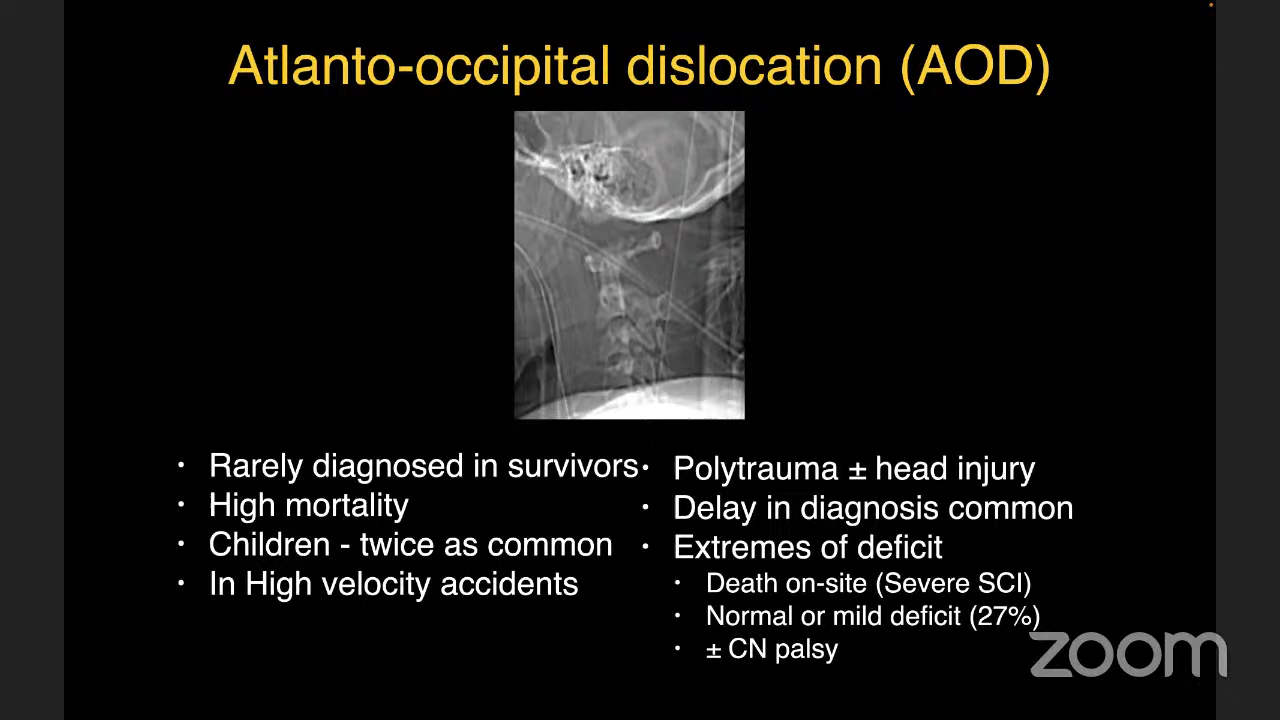 Atlanto-occipital dislocation (AOD)
• Rarely diagnosed in survivors
• High mortality
• Children - twice as common
• In High velocity accidents
• Polytrauma ± head injury
• Delay in diagnosis common
• Extremes of deficit
• Death on-site (Severe SCI)
• Normal or mild deficit (27%)
• ± CN palsy
zoom